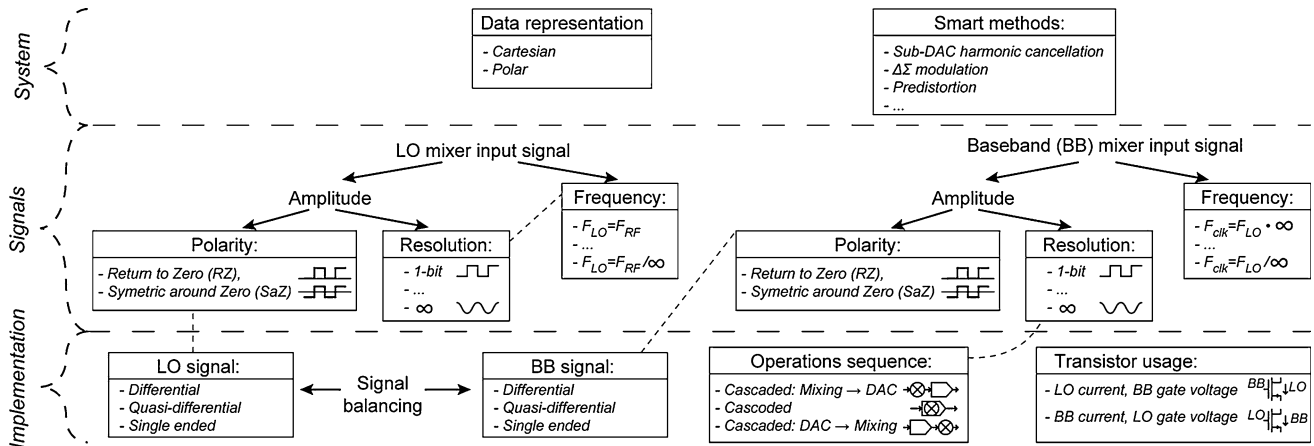 System
Data representation
- Cartesian
- Polar
Smart methods:
- Sub-DAC harmonic cancellation
- ΔΣ modulation
- Predistortion
- ...
Signals
LO mixer input signal
Amplitude
Polarity:
- Return to Zero (RZ),
- Symetric around Zero (SaZ)
Resolution:
- 1-bit
- ...
- ∞
Frequency:
- F_LO=F_RF
- ...
- F_LO=F_RF/∞
Baseband (BB) mixer input signal
Amplitude
Polarity:
- Return to Zero (RZ),
- Symetric around Zero (SaZ)
Resolution:
- 1-bit
- ...
- ∞
Frequency:
- F_clk=F_LO • ∞
- ...
- F_clk=F_LO/∞
Implementation
LO signal:
- Differential
- Quasi-differential
- Single ended
Signal
balancing
BB signal:
- Differential
- Quasi-differential
- Single ended
Operations sequence:
- Cascaded: Mixing → DAC
- Cascoded
- Cascaded: DAC → Mixing
Transistor usage:
- LO current, BB gate voltage BB LO
- BB current, LO gate voltage LO BB